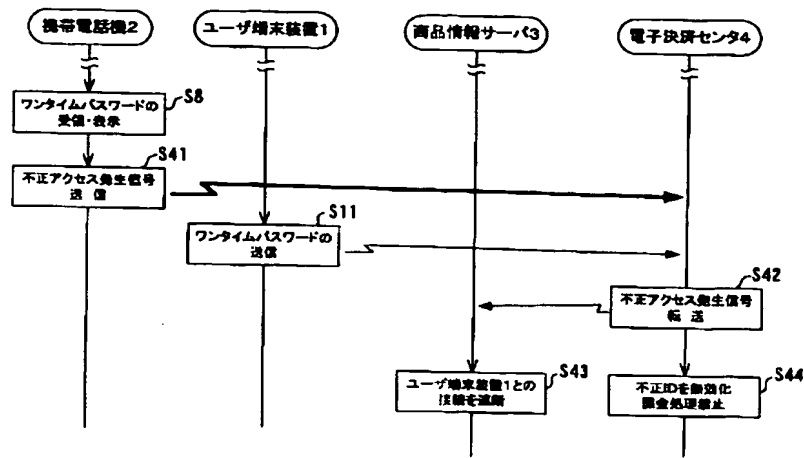 携帯電話機2
ユーザ端末装置1
商品情報サーバ3
電子決済センタ4
ワンタイムパスワードの
受信・表示
S8
不正アクセス発生信号
送信
S41
ワンタイムパスワードの
送信
S11
不正アクセス発生信号
転送
S42
ユーザ端末装置1との
接続を遮断
S43
不正IDを無効化
課金処理禁止
S44